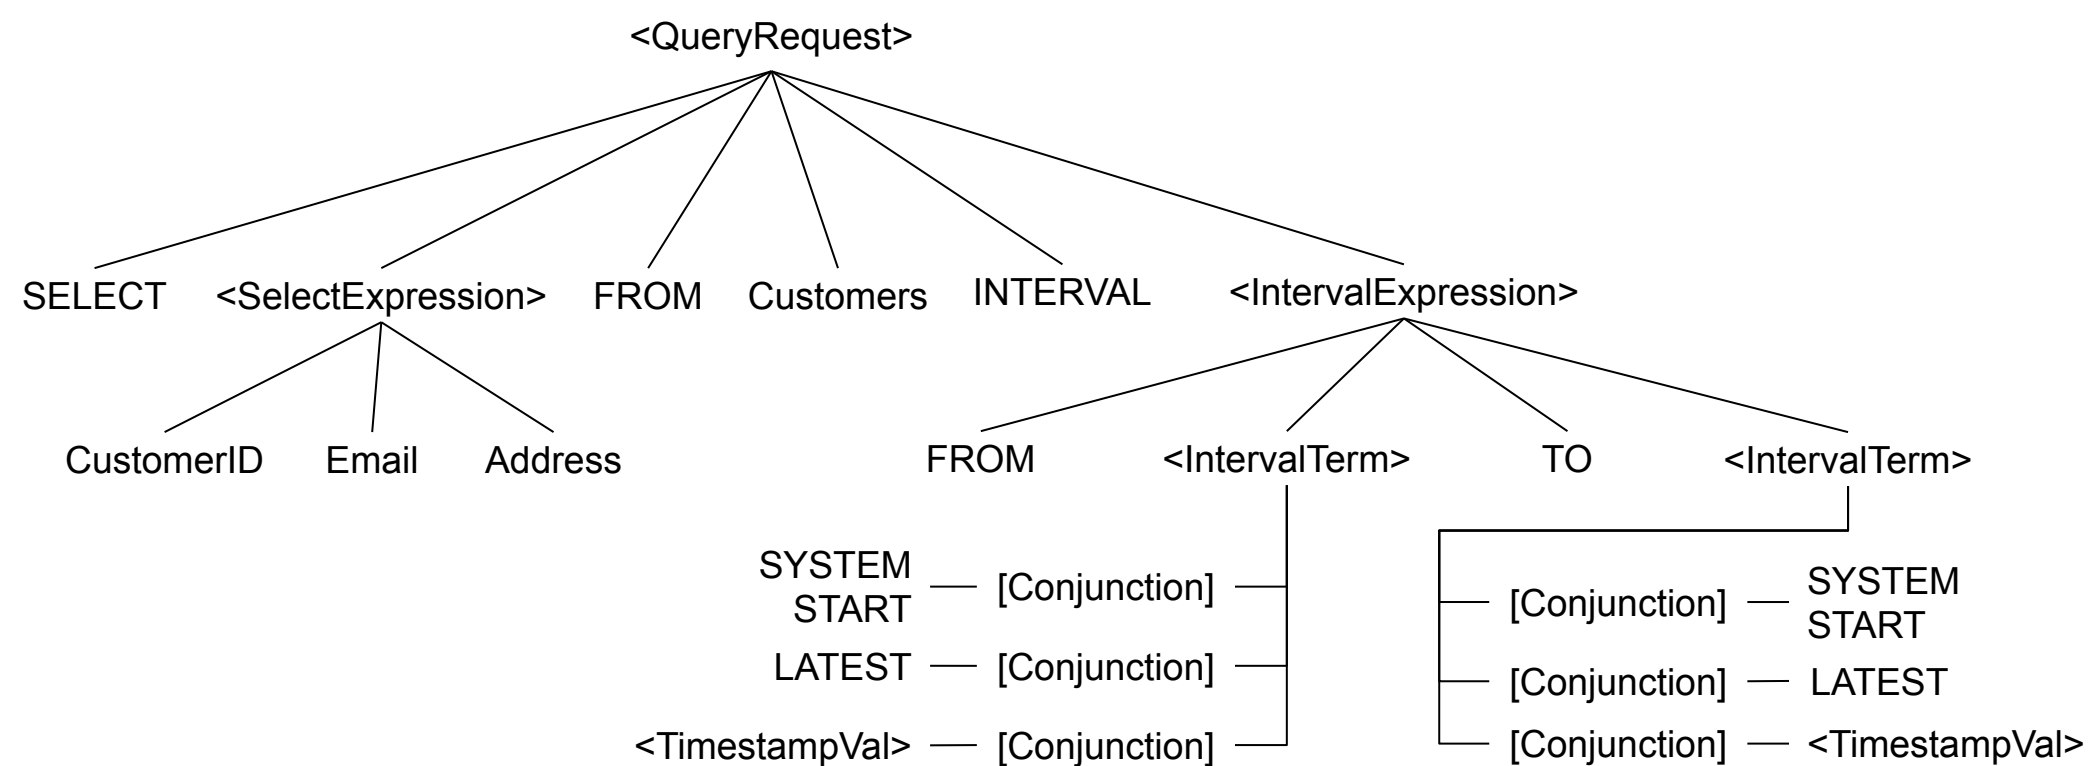 <QueryRequest>
SELECT <SelectExpression> FROM Customers INTERVAL <IntervalExpression>
CustomerID Email Address FROM <IntervalTerm> TO <IntervalTerm>
SYSTEM
START
[Conjunction]
[Conjunction]
SYSTEM
START
LATEST [Conjunction] [Conjunction] LATEST
<TimestampVal> [Conjunction] [Conjunction] <TimestampVal>